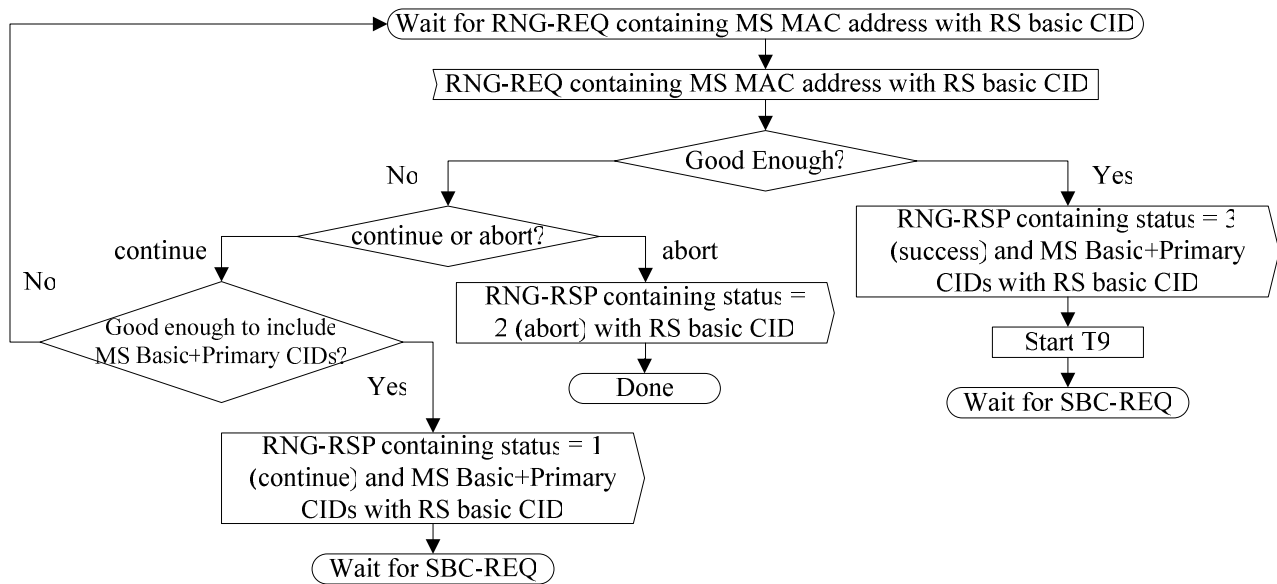 Wait for RNG-REQ containing MS MAC address with RS basic CID
RNG-REQ containing MS MAC address with RS basic CID
Good Enough?
No
Yes
continue or abort?
continue
abort
No
RNG-RSP containing status = 3
(success) and MS Basic+Primary
CIDs with RS basic CID
RNG-RSP containing status =
2 (abort) with RS basic CID
Good enough to include
MS Basic+Primary CIDs?
Start T9
Yes
Done
Wait for SBC-REQ
RNG-RSP containing status = 1
(continue) and MS Basic+Primary
CIDs with RS basic CID
Wait for SBC-REQ